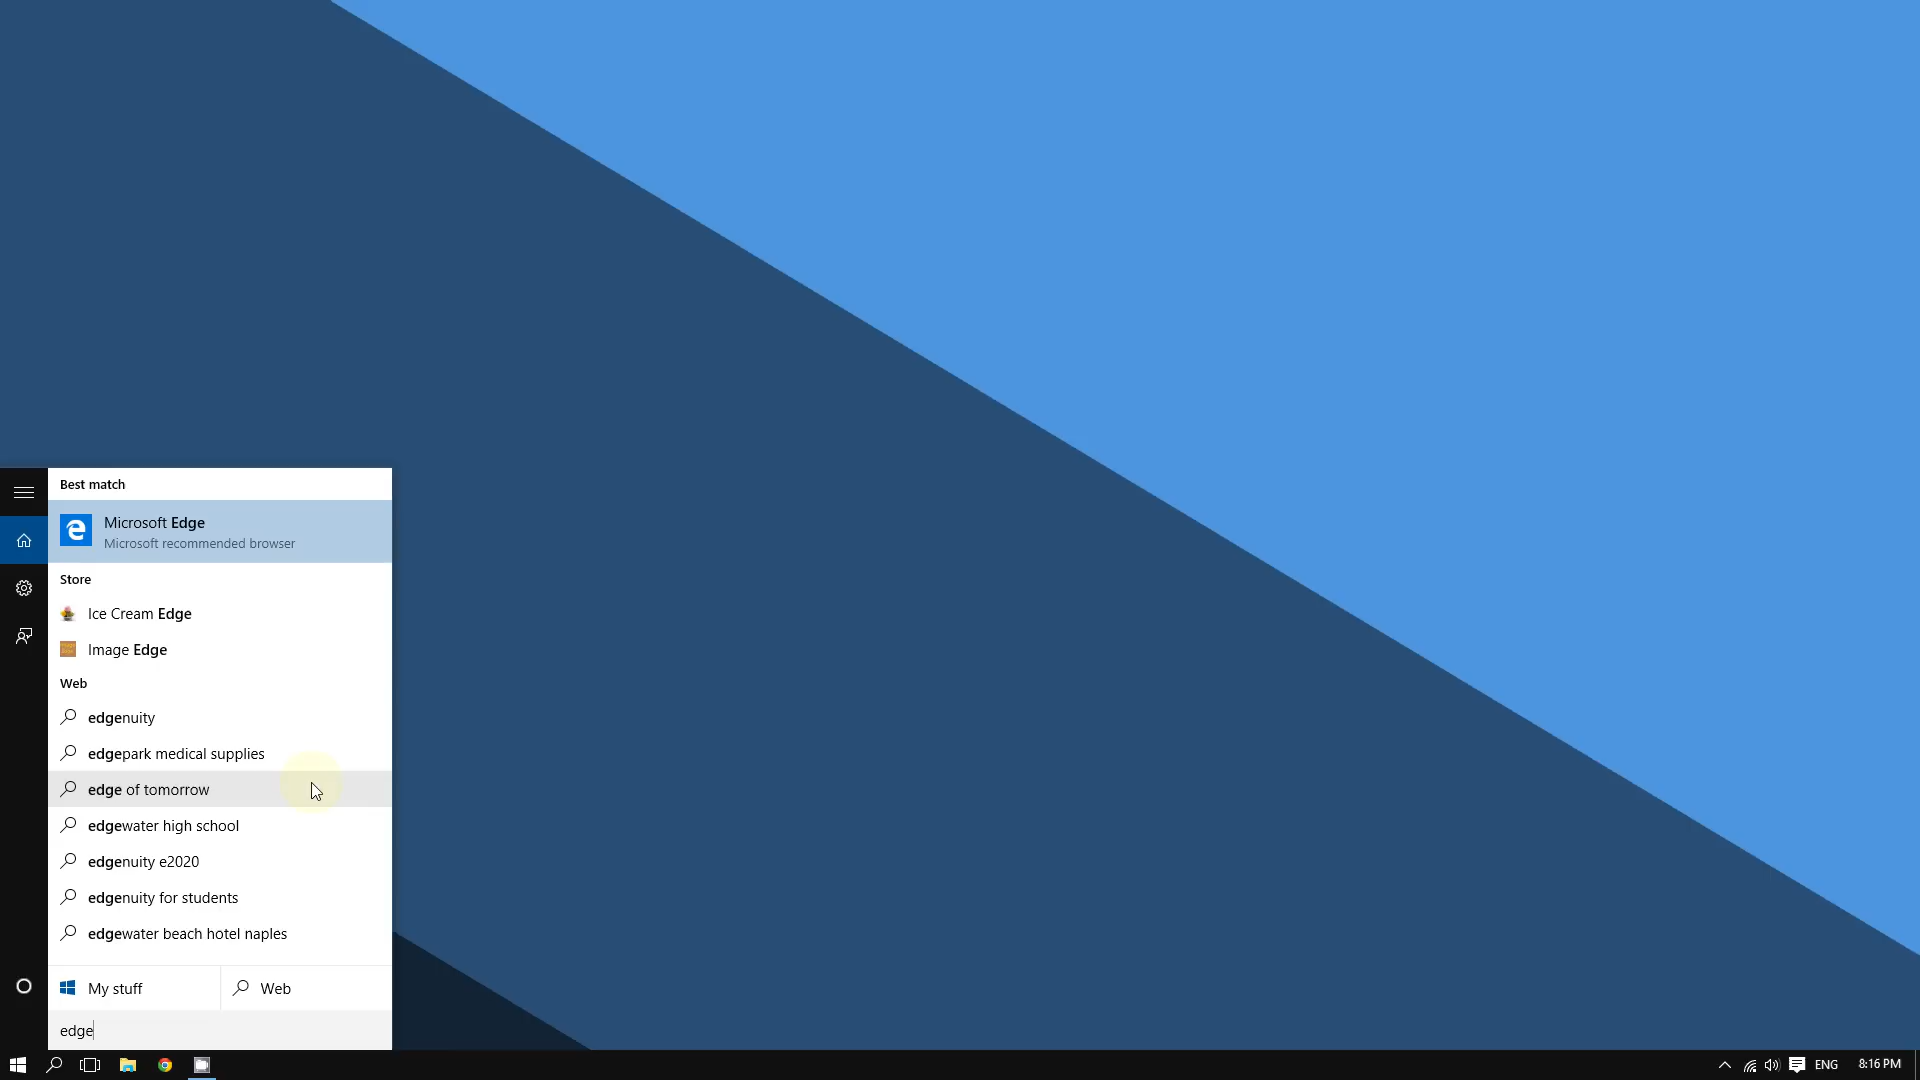 Best match
Microsoft Edge
Microsoft recommended browser
Store
Ice Cream Edge
Image Edge
Web
edgenuity
edgepark medical supplies
edge of tomorrow
edgewater high school
edgenuity e2020
edgenuity for students
edgewater beach hotel naples
My stuff
Web
edge
ENG
8:16 PM